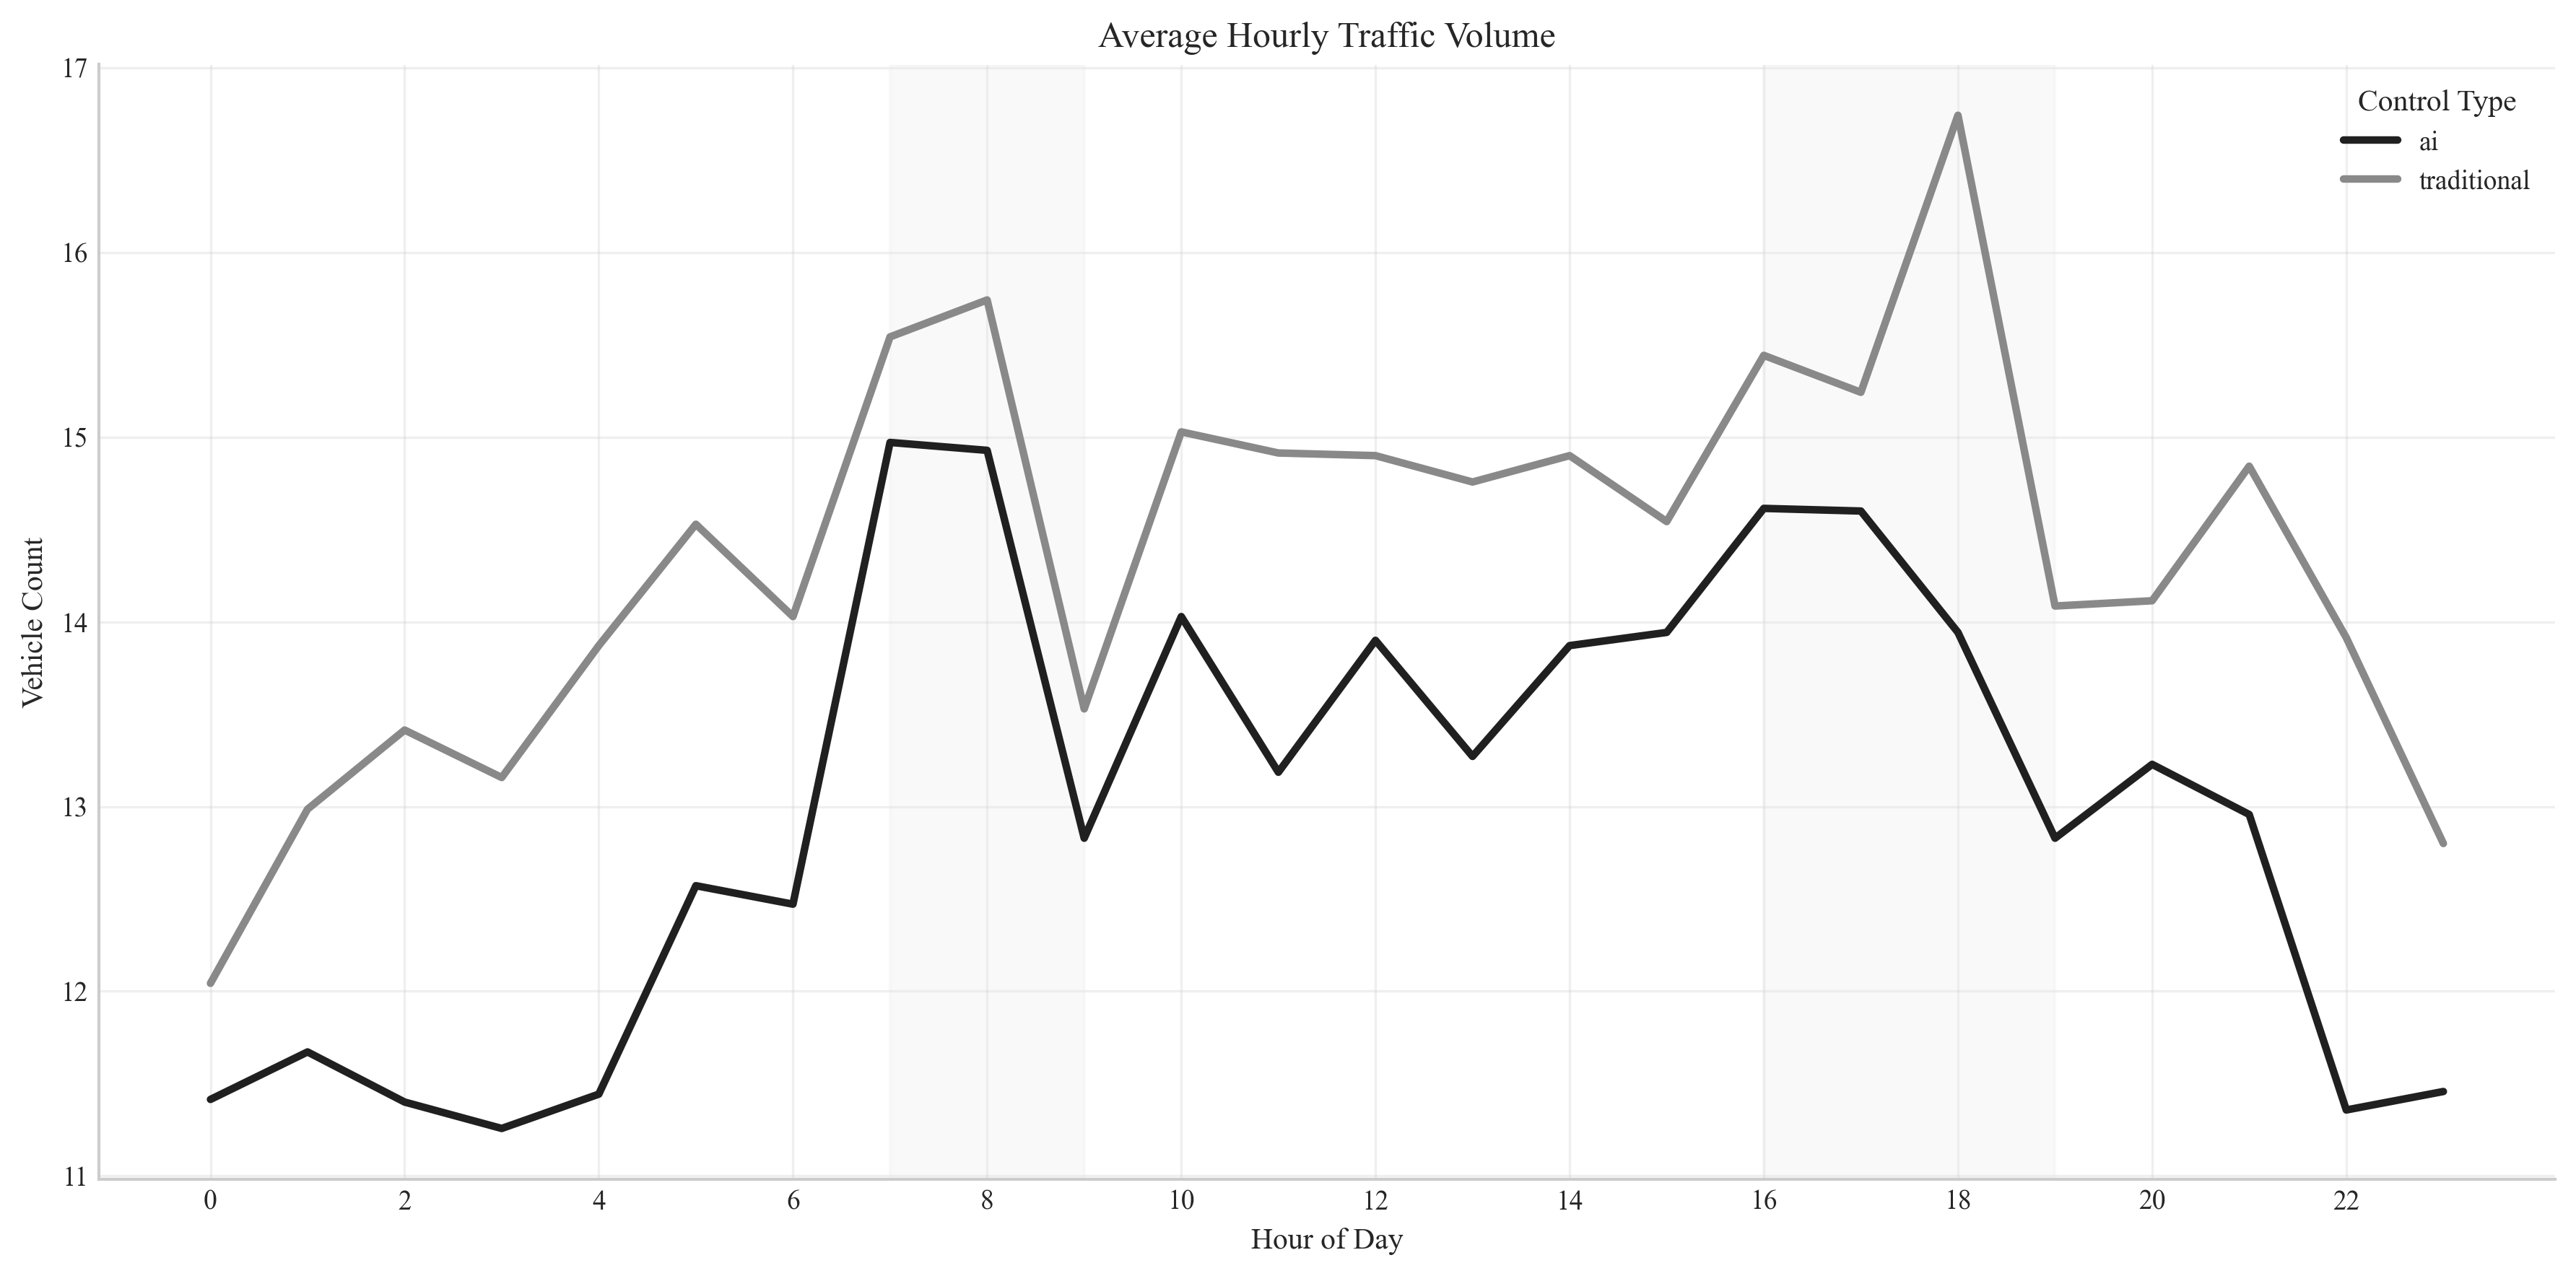 Average Hourly Traffic Volume
Control Type
ai
traditional
Vehicle Count
17
16
15
14
13
12
11
0 2 4 6 8 10 12 14 16 18 20 22
Hour of Day